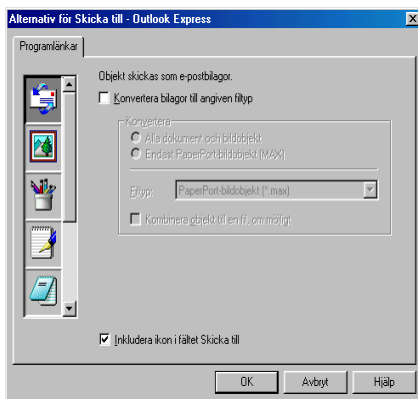 Alternativ för Skicka till - Outlook Express
Programlänkar
Objekt skickas som e-postbilagor.
Konvertera bilagor till angiven filtyp
Konvertera
Alla dokument och bildobjekt
Endast PaperPort-bildobjekt (MAX)
Filtyp:
PaperPort-bildobjekt (*.max)
Kombinera objekt till en fil, om möjligt
Inkludera ikon i fältet Skicka till
OK
Avbryt
Hjälp